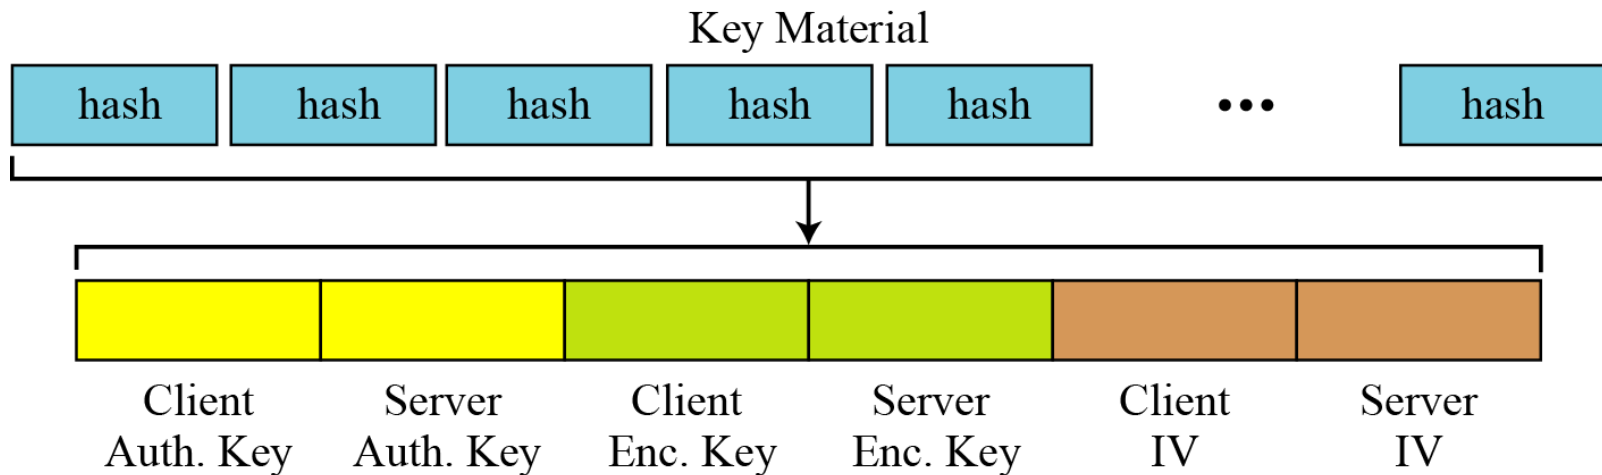 Key Material
hash hash hash hash hash ••• hash
Client Server Client Server Client Server
Auth. Key Auth. Key Enc. Key Enc. Key IV IV